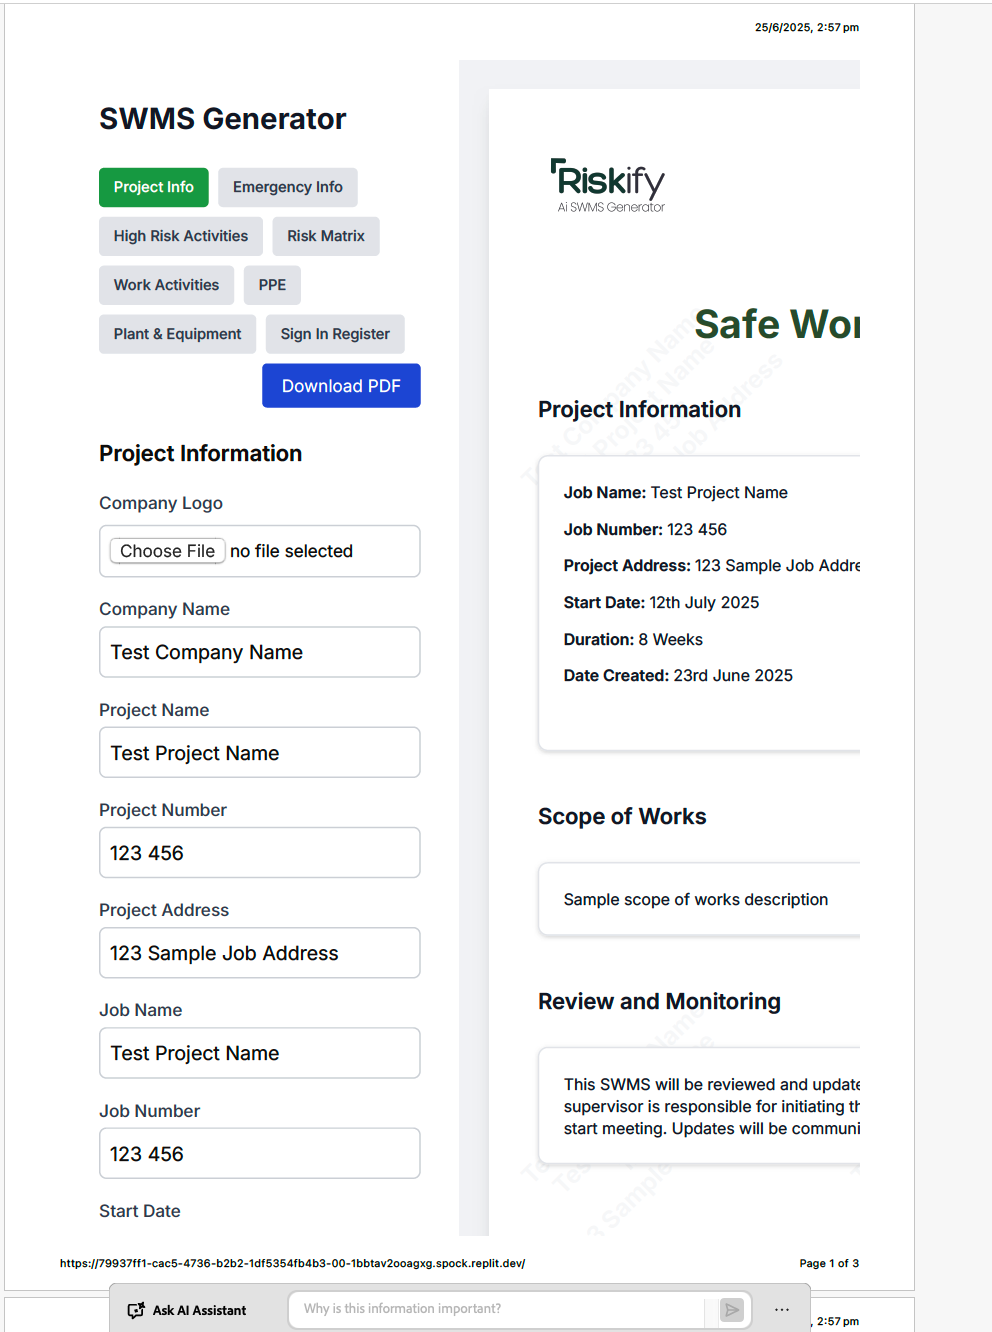 25/6/2025, 2:57 pm
SWMS Generator
Project Info
Emergency Info
High Risk Activities
Risk Matrix
Work Activities
PPE
Plant & Equipment
Sign In Register
Download PDF
Project Information
Company Logo
Choose File no file selected
Company Name
Test Company Name
Project Name
Test Project Name
Project Number
123 456
Project Address
123 Sample Job Address
Job Name
Test Project Name
Job Number
123 456
Start Date
Riskify
Ai SWMS Generator
Safe Wor
Project Information
Job Name: Test Project Name
Job Number: 123 456
Project Address: 123 Sample Job Addre
Start Date: 12th July 2025
Duration: 8 Weeks
Date Created: 23rd June 2025
Scope of Works
Sample scope of works description
Review and Monitoring
This SWMS will be reviewed and update
supervisor is responsible for initiating th
start meeting. Updates will be communi
https://79937ff1-cac5-4736-b2b2-1df5354fb4b3-00-1bbtav2ooagxg.spock.replit.dev/
Page 1 of 3
Ask AI Assistant
Why is this information important?
, 2:57 pm